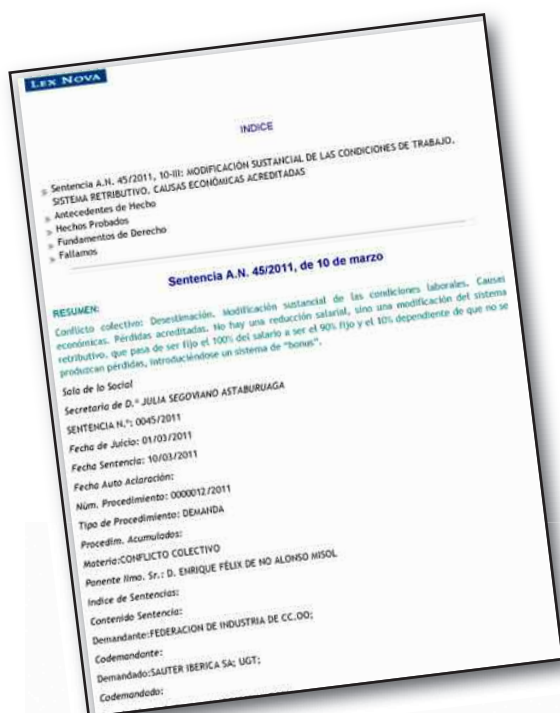 LEX NOVA
INDICE
» Sentencia A.N. 45/2011, 10-III: MODIFICACIÓN SUSTANCIAL DE LAS CONDICIONES DE TRABAJO.
SISTEMA RETRIBUTIVO. CAUSAS ECONÓMICAS ACREDITADAS
» Antecedentes de Hecho
» Hechos Probados
» Fundamentos de Derecho
» Fallamos
Sentencia A.N. 45/2011, de 10 de marzo
RESUMEN:
Conflicto colectivo: Desestimación. Modificación sustancial de las condiciones laborales. Causas
económicas. Pérdidas acreditadas. No hay una reducción salarial, sino una modificación del sistema
retributivo, que pasa de ser fijo el 100% del salario a ser el 90% fijo y el 10% dependiente de que no se
produzcan pérdidas, introduciéndose un sistema de "bonus".
Sala de lo Social
Secretaria de D.ª JULIA SEGOVIANO ASTABURUAGA
SENTENCIA N.º: 0045/2011
Fecha de Juicio: 01/03/2011
Fecha Sentencia: 10/03/2011
Fecha Auto Aclaración:
Núm. Procedimiento: 0000012/2011
Tipo de Procedimiento: DEMANDA
Procedim. Acumulados:
Materia:CONFLICTO COLECTIVO
Ponente Ilmo. Sr.: D. ENRIQUE FÉLIX DE NO ALONSO MISOL
Indice de Sentencias:
Contenido Sentencia:
Demandante:FEDERACION DE INDUSTRIA DE CC.OO;
Codemandante:
Demandado:SAUTER IBERICA SA; UGT;
Codemandado: